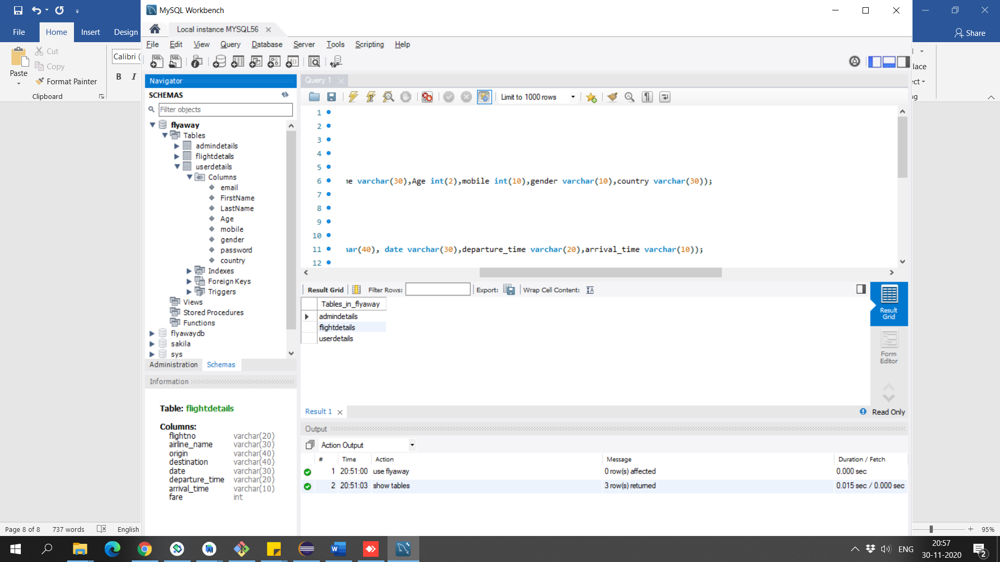 MySQL Workbench
File
Home
Insert
Design
Share
Cut
Copy
Paste
Format Painter
Clipboard
Calibri (
B I
lace
ect
ng
Local instance MYSQL56
File Edit View Query Database Server Tools Scripting Help
Navigator
SCHEMAS
Filter objects
flyaway
Tables
admindetails
flightdetails
userdetails
Columns
email
FirstName
LastName
Age
mobile
gender
password
country
Indexes
Foreign Keys
Triggers
Views
Stored Procedures
Functions
flyawaydb
sakila
sys
Administration Schemas
Information
Table: flightdetails
Columns:
flightno varchar(20)
airline_name varchar(30)
origin varchar(40)
destination varchar(40)
date varchar(30)
departure_time varchar(20)
arrival_time varchar(10)
fare int
Query 1
Limit to 1000 rows
1
2
3
4
5
6 ne varchar(30),Age int(2),mobile int(10),gender varchar(10),country varchar(30));
7
8
9
10
11 har(40), date varchar(30),departure_time varchar(20),arrival_time varchar(10));
12
Result Grid Filter Rows: Export: Wrap Cell Content:
Tables_in_flyaway
admindetails
flightdetails
userdetails
Result Grid
Form Editor
Result 1
Read Only
Output
Action Output
# Time Action Message Duration / Fetch
1 20:51:00 use flyaway 0 row(s) affected 0.000 sec
2 20:51:03 show tables 3 row(s) returned 0.015 sec / 0.000 sec
Page 8 of 8 737 words English
95%
ENG
20:57
30-11-2020
2